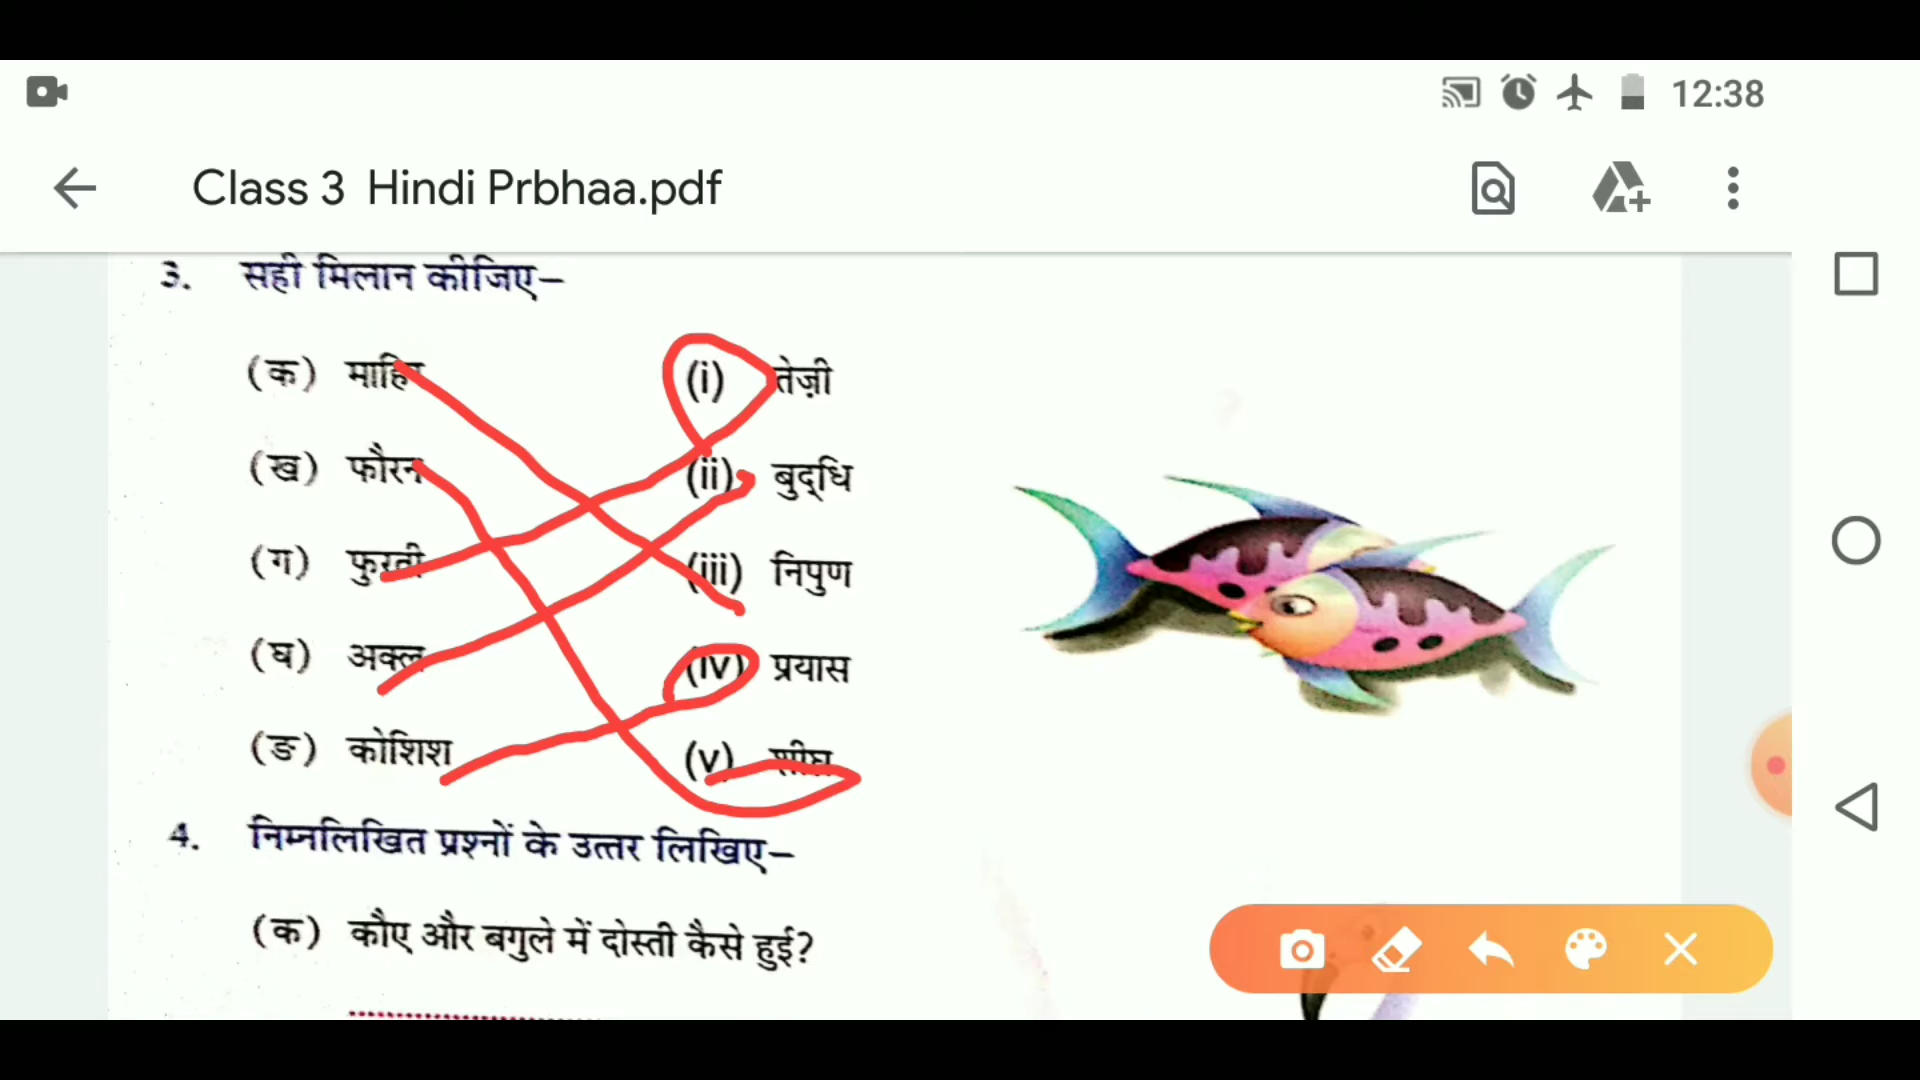 12:38
Class 3 Hindi Prbhaa.pdf
3. सही मिलान कीजिए–
(क) माहिर (i) तेज़ी
(ख) फौरन (ii) बुद्धि
(ग) फुरती (iii) निपुण
(घ) अक्ल (iv) प्रयास
(ङ) कोशिश (v) शीघ्र
4. निम्नलिखित प्रश्नों के उत्तर लिखिए–
(क) कौए और बगुले में दोस्ती कैसे हुई?